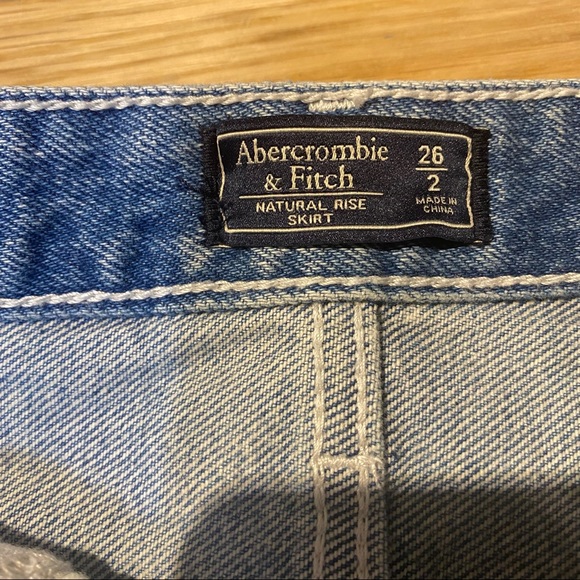 Abercrombie
& Fitch
NATURAL RISE
SKIRT
26
2
MADE IN
CHINA